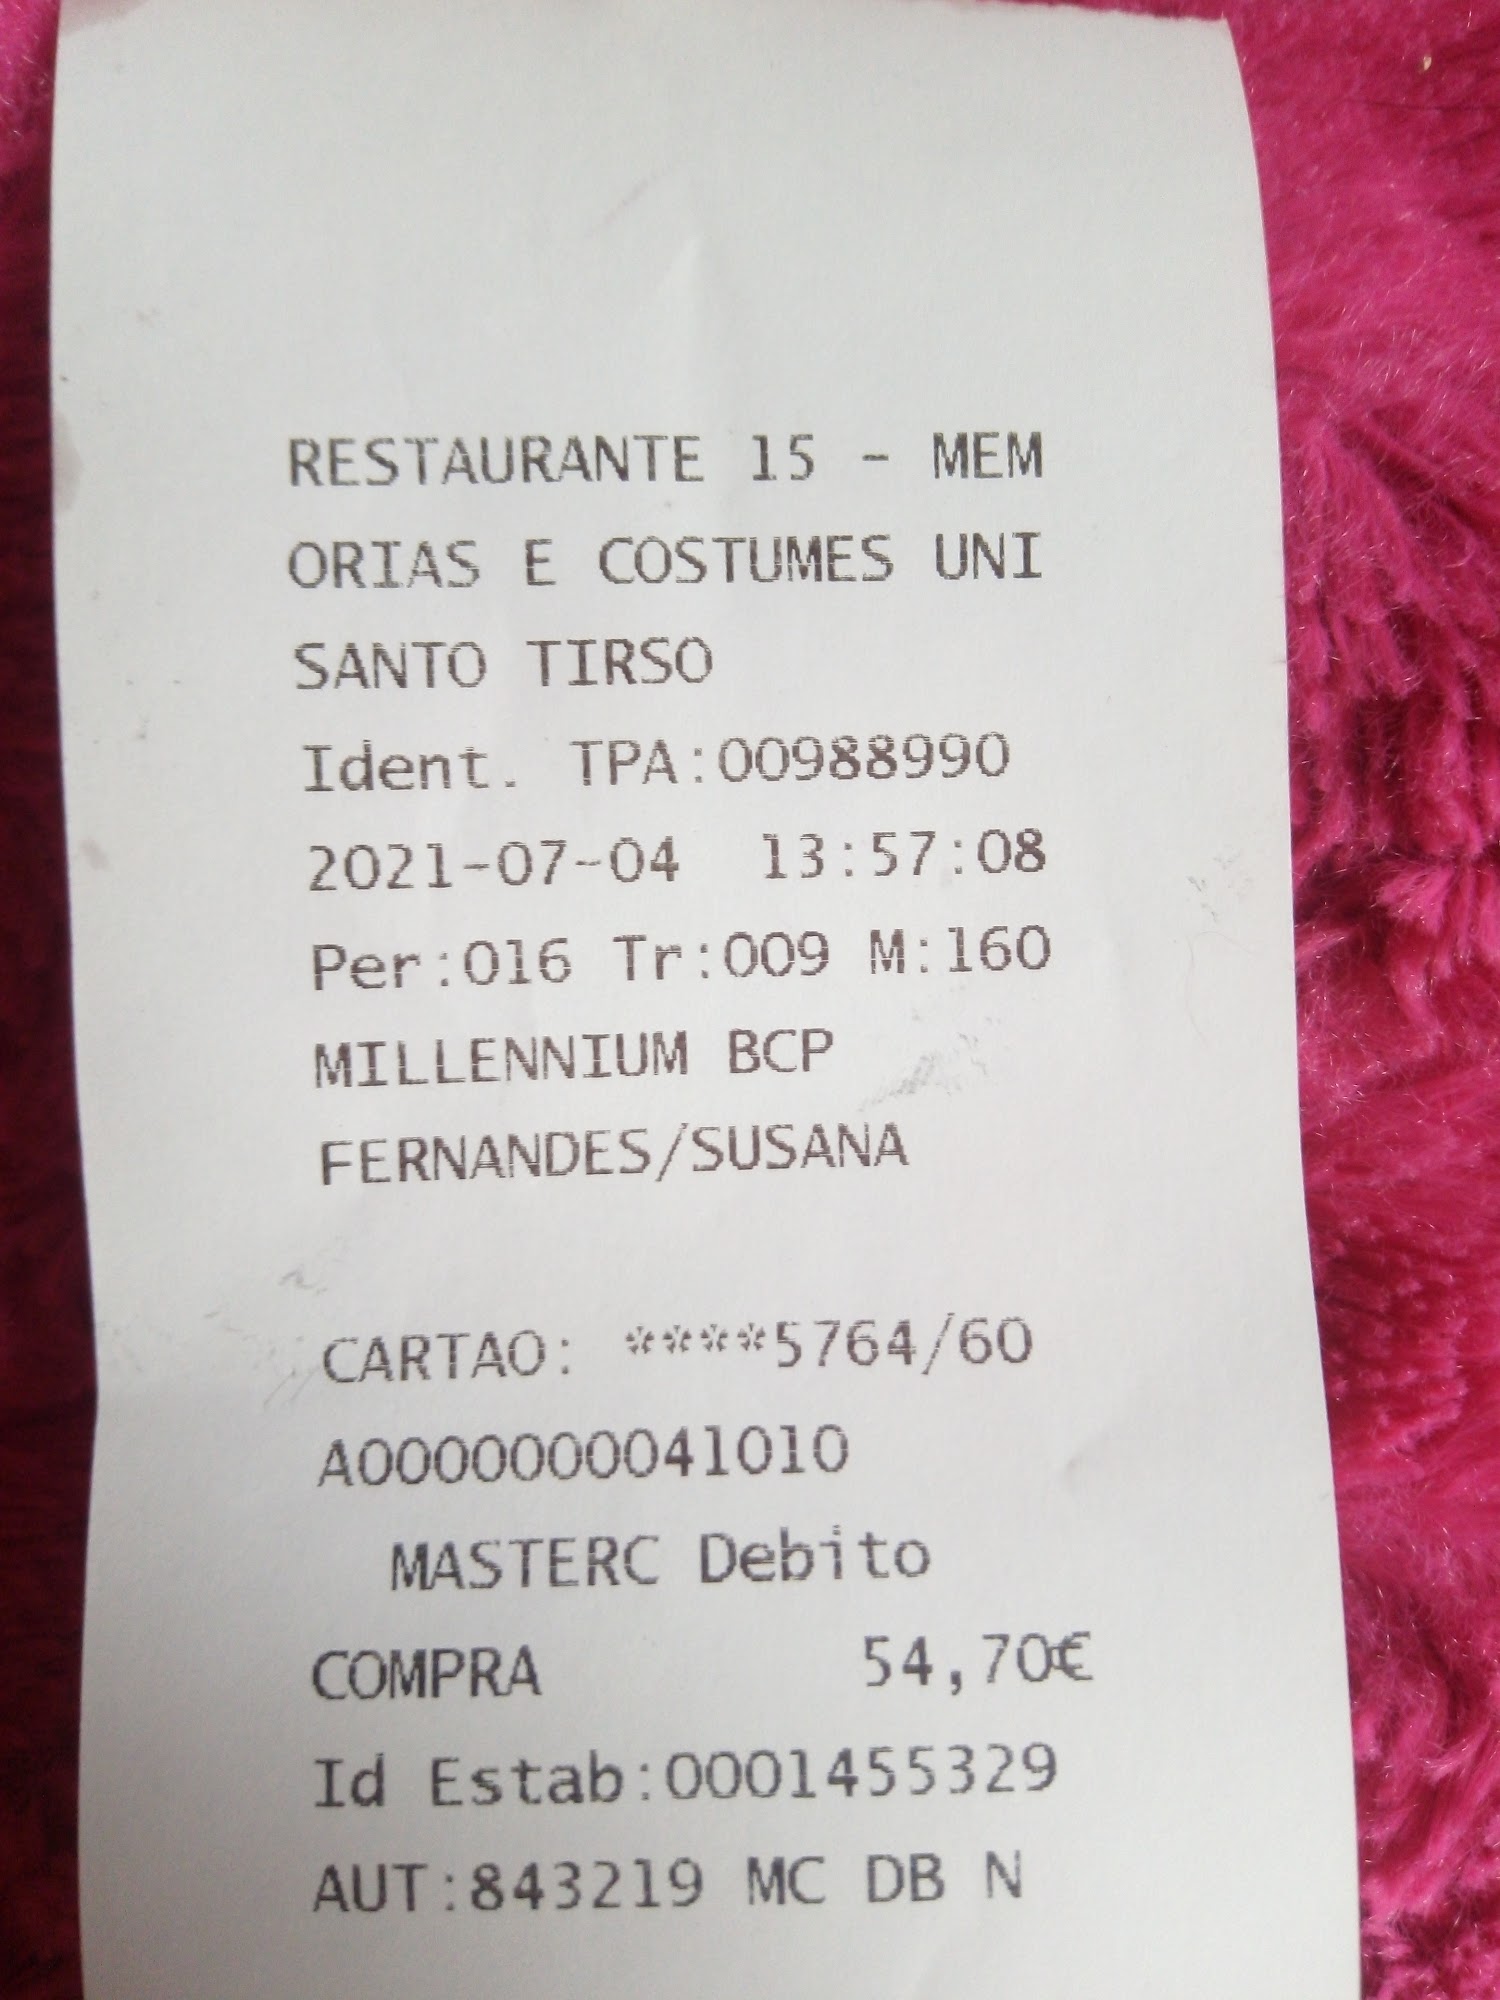 RESTAURANTE 15 - MEM
ORIAS E COSTUMES UNI
SANTO TIRSO
Ident. TPA:00988990
2021-07-04 13:57:08
Per:016 Tr:009 M:160
MILLENNIUM BCP
FERNANDES/SUSANA
CARTAO: ****5764/60
A0000000041010
MASTERC Debito
COMPRA 54,70€
Id Estab:0001455329
AUT:843219 MC DB N